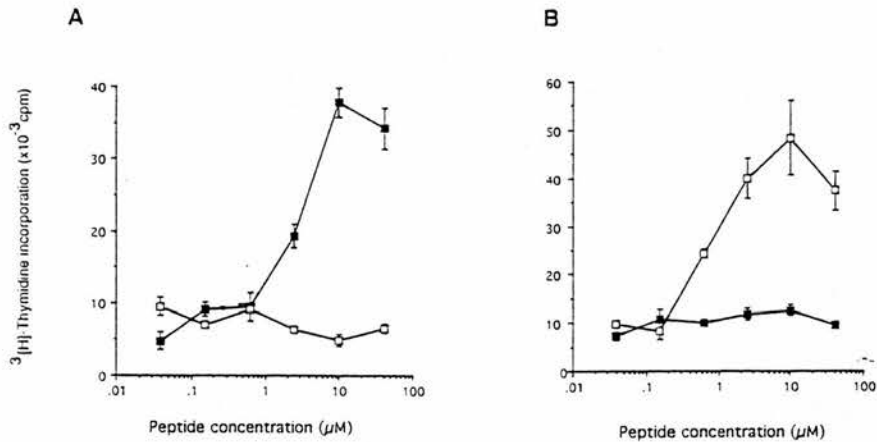 A
B
³[H]-Thymidine incorporation (x10⁻³cpm)
40
30
20
10
0
.01 .1 1 10 100
Peptide concentration (µM)
60
50
40
30
20
10
0
.01 .1 1 10 100
Peptide concentration (µM)